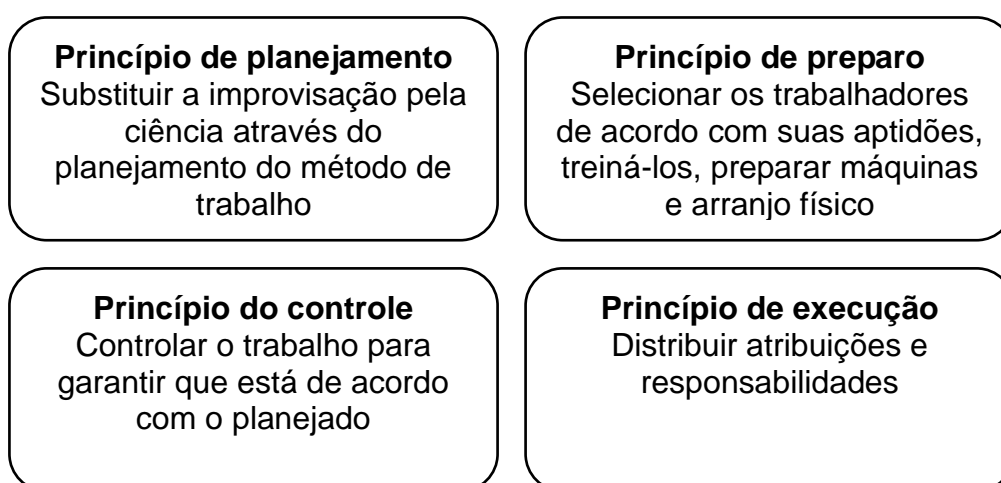 Princípio de planejamento
Substituir a improvisação pela
ciência através do
planejamento do método de
trabalho
Princípio de preparo
Selecionar os trabalhadores
de acordo com suas aptidões,
treiná-los, preparar máquinas
e arranjo físico
Princípio do controle
Controlar o trabalho para
garantir que está de acordo
com o planejado
Princípio de execução
Distribuir atribuições e
responsabilidades